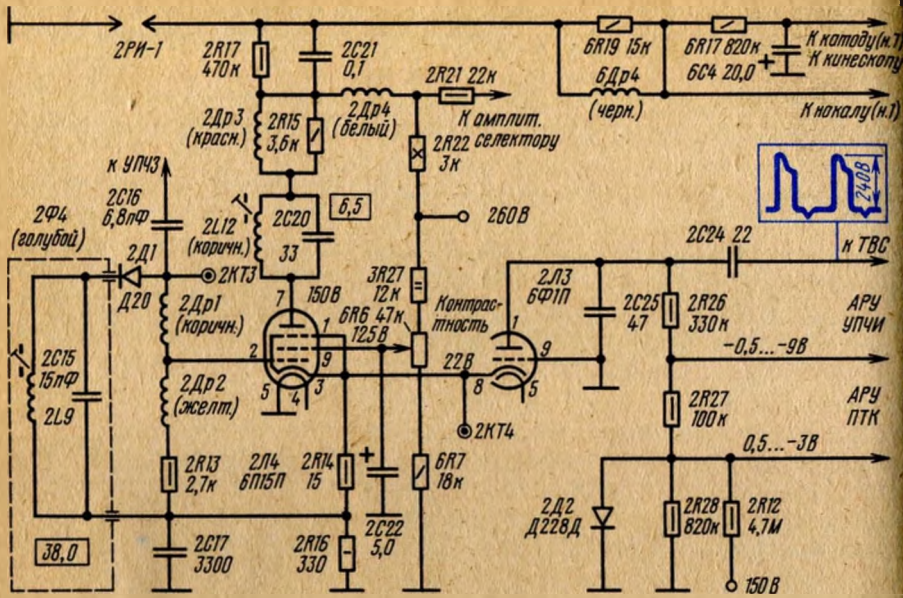 2РИ-1
2R17
470к
2С21
0,1
2R21 22к
К амплит.
селектору
6R19 15к
6Др4
(черн.)
6R17 820к
6С4 20,0
+
К катоду(н.7)
К кинескопу
К накалу(н.1)
2Др3
(красн.)
2R15
3,6к
2Др4
(белый)
2R22
3к
к УПЧЗ
2С16
6,8пФ
2Ф4
(голубой)
2Д1
Д20
2КТ3
2L12
(коричн.)
2С20
33
6,5
260В
240В
2С24 22
к ТВС
2Др1
(коричн.)
7
150В
1
2
9
3
5
4
3R27
12к
6R6 47к
125В
Контрас-
тность
2Л3
6Ф1П
1
9
8
5
22В
2КТ4
2С25
47
2R26
330к
АРУ
УПЧИ
-0,5...-9В
2С15
15пФ
2L9
2Др2
(желт.)
2R27
100к
АРУ
ПТК
0,5...-3В
2R13
2,7к
2Л4
6П15П
2R14
15
+
6R7
18к
2С22
5,0
2Д2
Д228Д
2R28
820к
2R12
4,7М
38,0
2С17
3300
2R16
330
150В